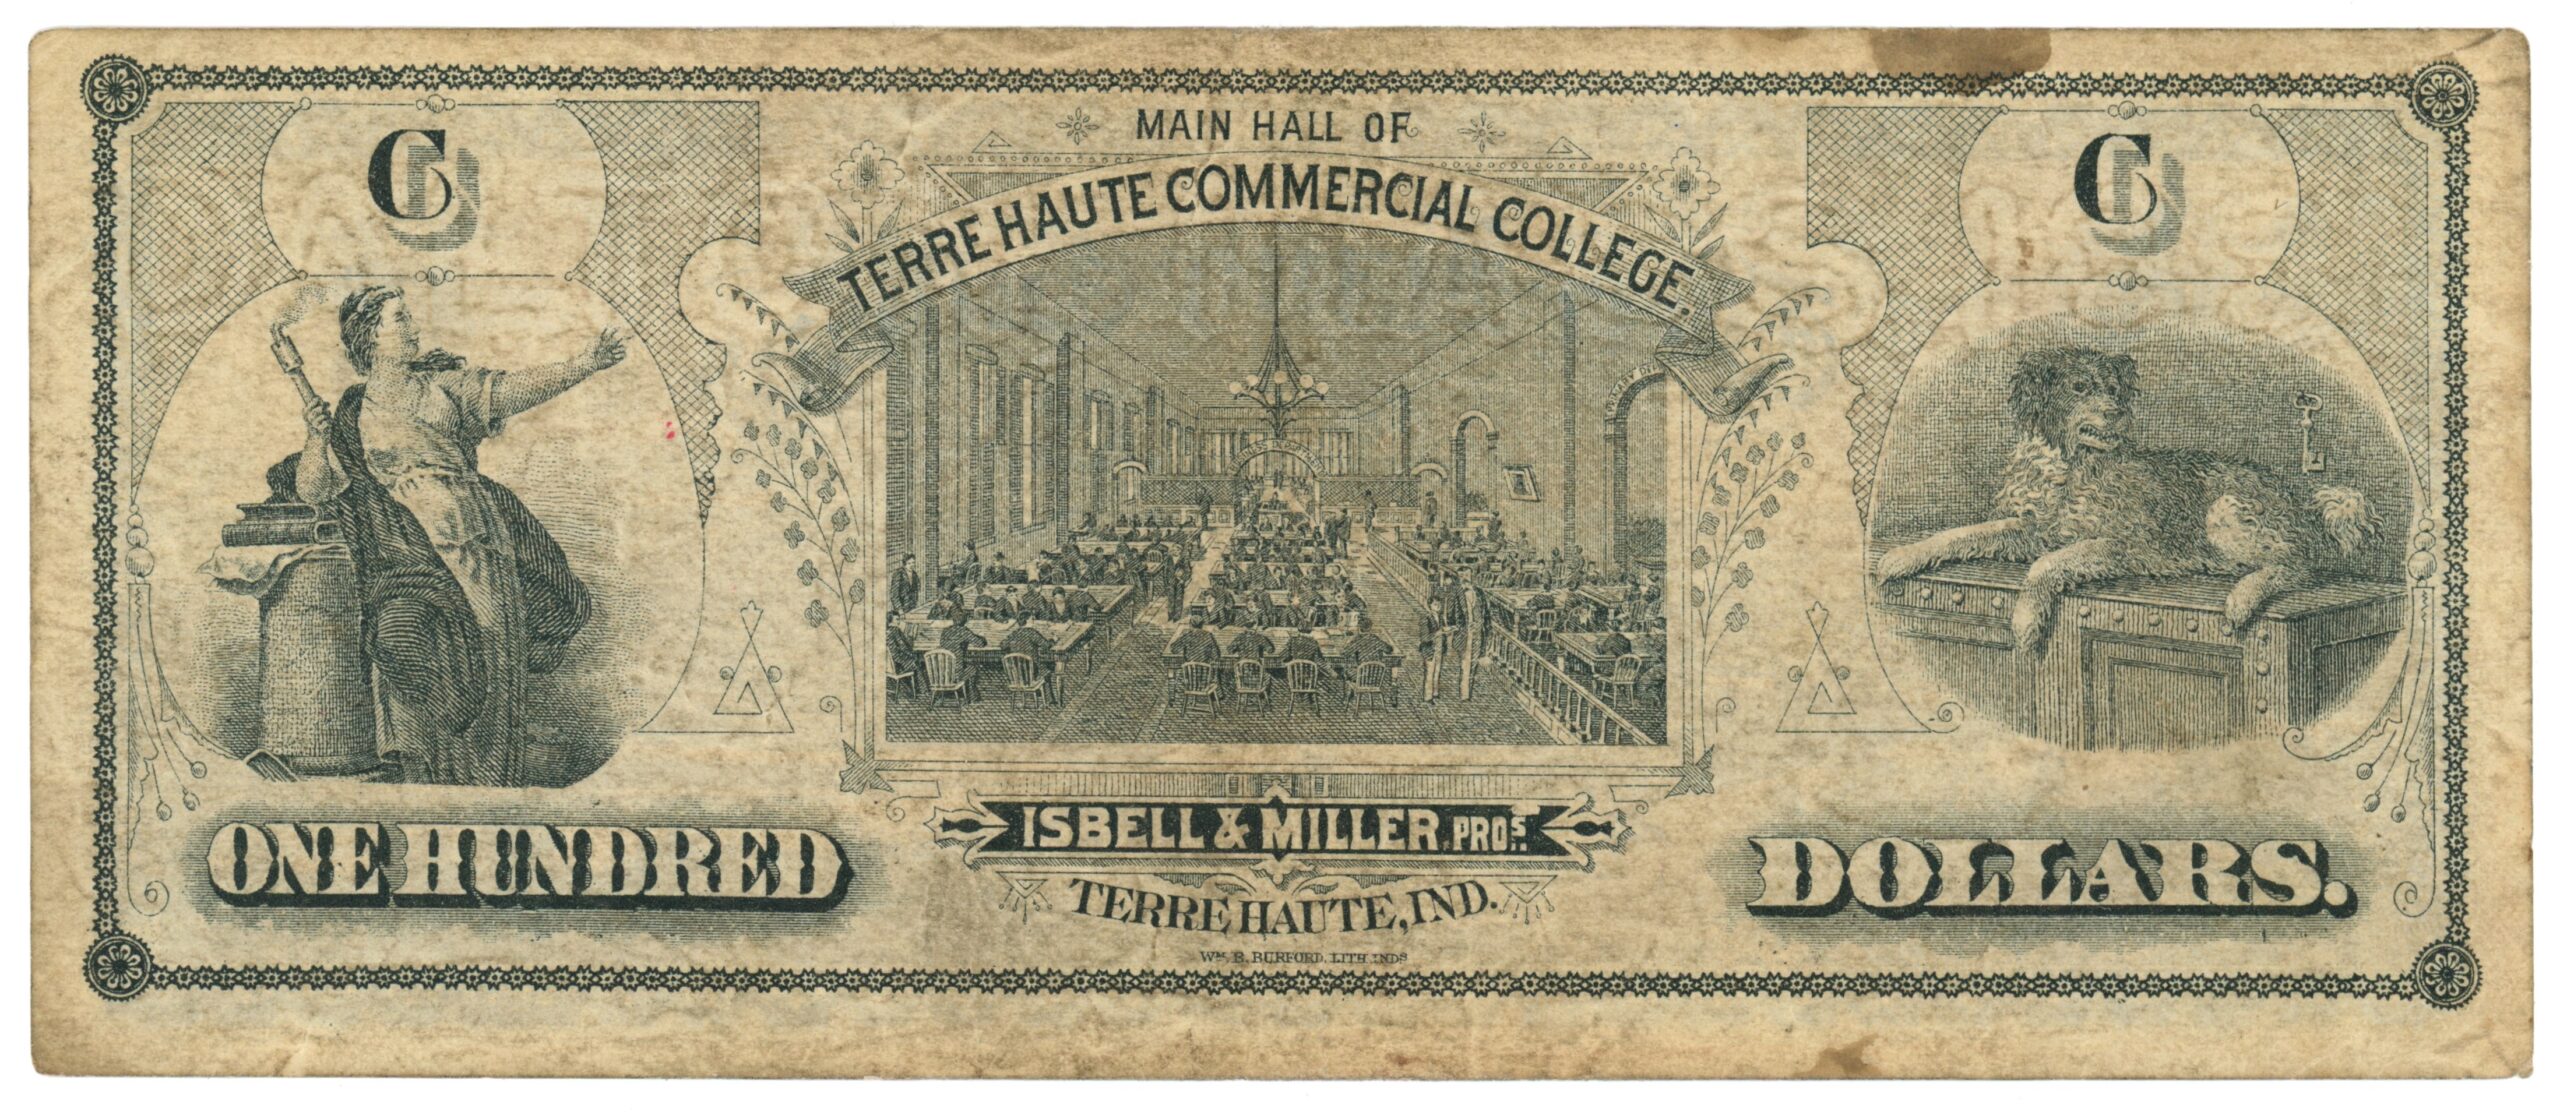 C
C
MAIN HALL OF
TERRE HAUTE COMMERCIAL COLLEGE.
ISBELL & MILLER, PROS.
TERRE HAUTE, IND.
ONE HUNDRED
DOLLARS.
WM. B. BURFORD, LITH. INDS